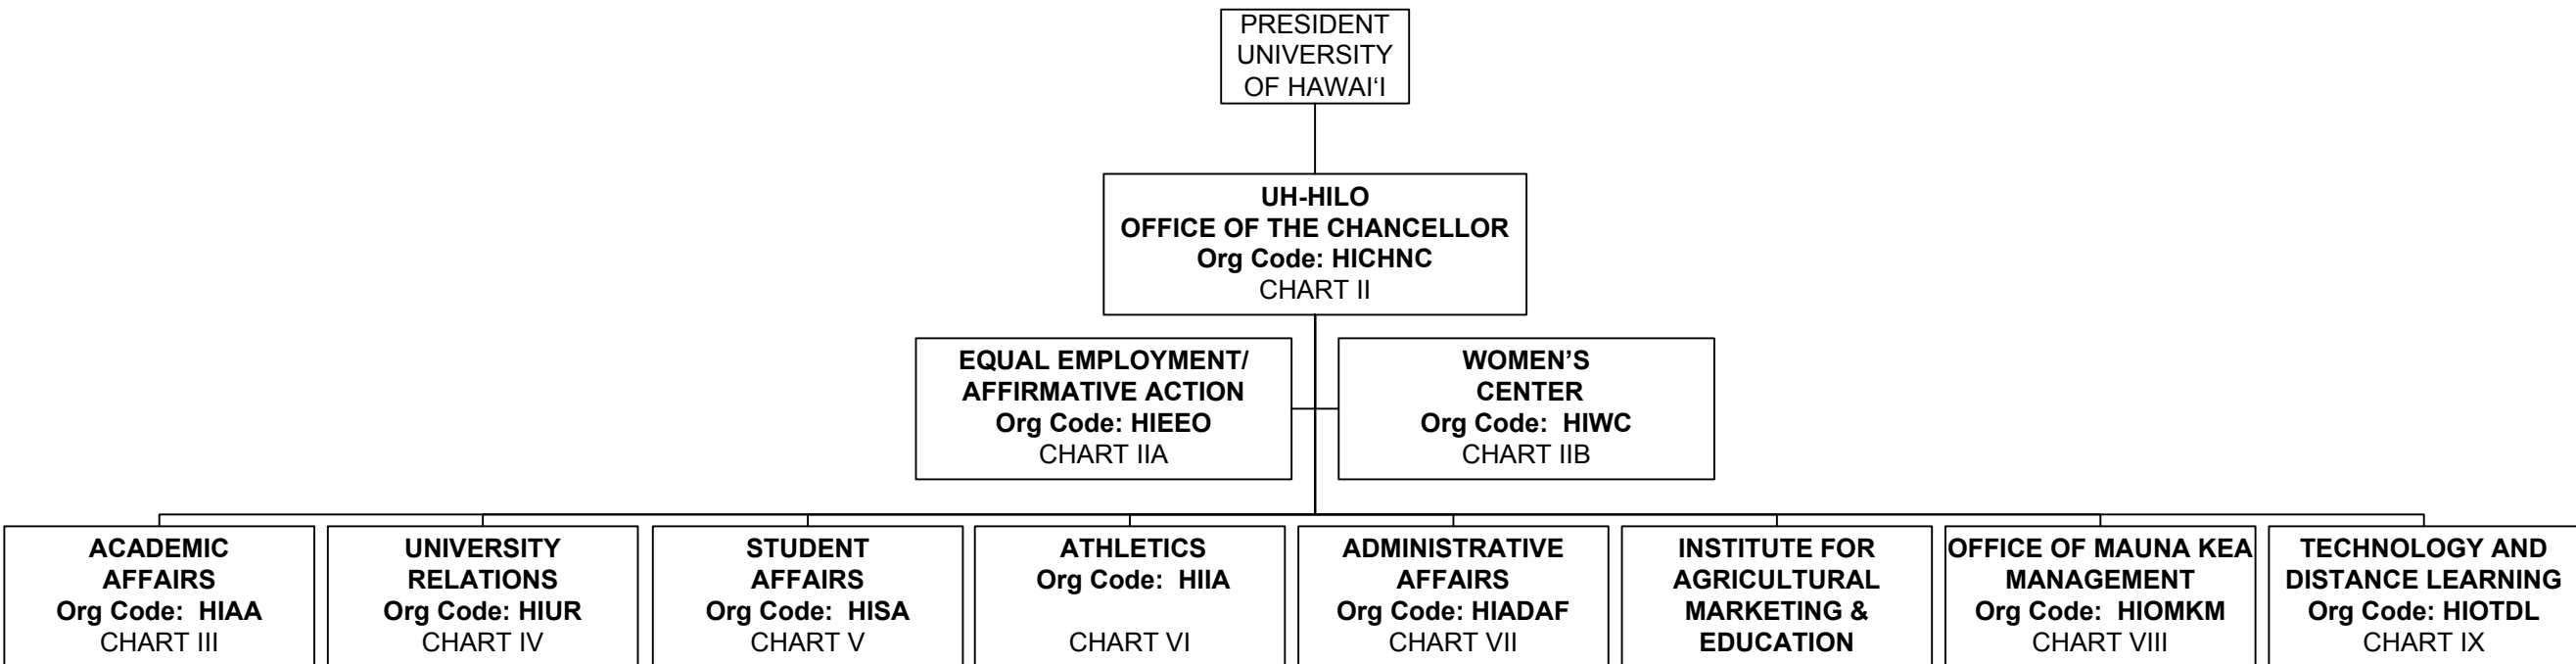 PRESIDENT
UNIVERSITY
OF HAWAI‘I
UH-HILO
OFFICE OF THE CHANCELLOR
Org Code: HICHNC
CHART II
EQUAL EMPLOYMENT/
AFFIRMATIVE ACTION
Org Code: HIEEO
CHART IIA
WOMEN’S
CENTER
Org Code: HIWC
CHART IIB
ACADEMIC
AFFAIRS
Org Code: HIAA
CHART III
UNIVERSITY
RELATIONS
Org Code: HIUR
CHART IV
STUDENT
AFFAIRS
Org Code: HISA
CHART V
ATHLETICS
Org Code: HIIA
CHART VI
ADMINISTRATIVE
AFFAIRS
Org Code: HIADAF
CHART VII
INSTITUTE FOR
AGRICULTURAL
MARKETING &
EDUCATION
OFFICE OF MAUNA KEA
MANAGEMENT
Org Code: HIOMKM
CHART VIII
TECHNOLOGY AND
DISTANCE LEARNING
Org Code: HIOTDL
CHART IX